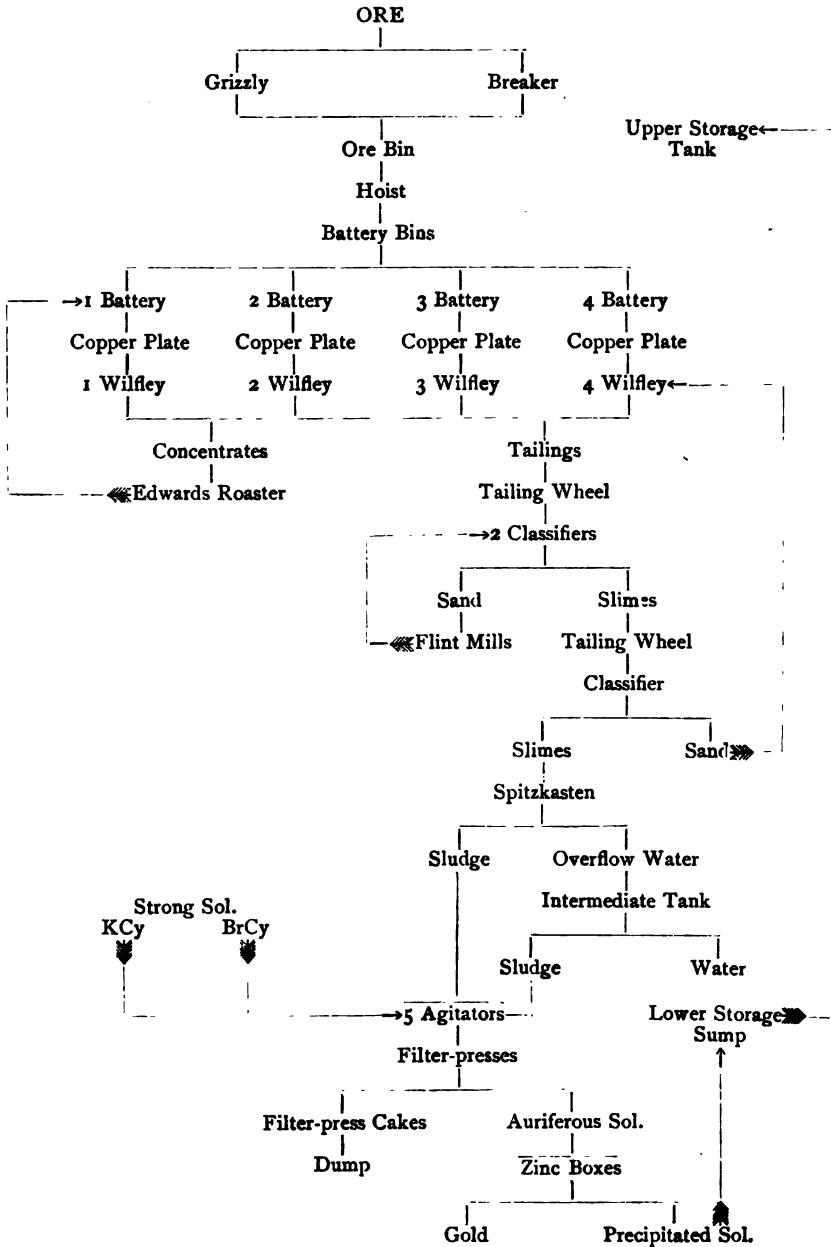 ORE
Grizzly Breaker
Upper Storage
Tank
Ore Bin
Hoist
Battery Bins
1 Battery 2 Battery 3 Battery 4 Battery
Copper Plate Copper Plate Copper Plate Copper Plate
1 Wilfley 2 Wilfley 3 Wilfley 4 Wilfley
Concentrates Tailings
Edwards Roaster Tailing Wheel
2 Classifiers
Sand Slimes
Flint Mills Tailing Wheel
Classifier
Slimes Sand
Spitzkasten
Sludge Overflow Water
Intermediate Tank
Strong Sol.
KCy BrCy
Sludge Water
5 Agitators Lower Storage
Sump
Filter-presses
Filter-press Cakes Auriferous Sol.
Dump Zinc Boxes
Gold Precipitated Sol.